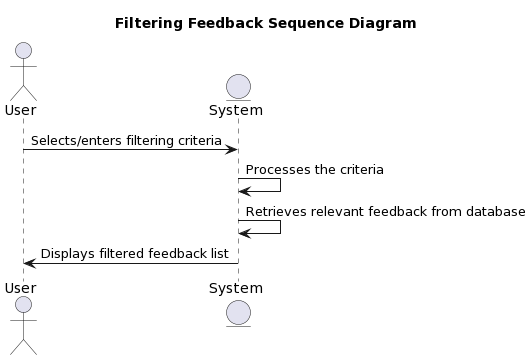 Filtering Feedback Sequence Diagram
User
System
Selects/enters filtering criteria
Processes the criteria
Retrieves relevant feedback from database
Displays filtered feedback list
User
System